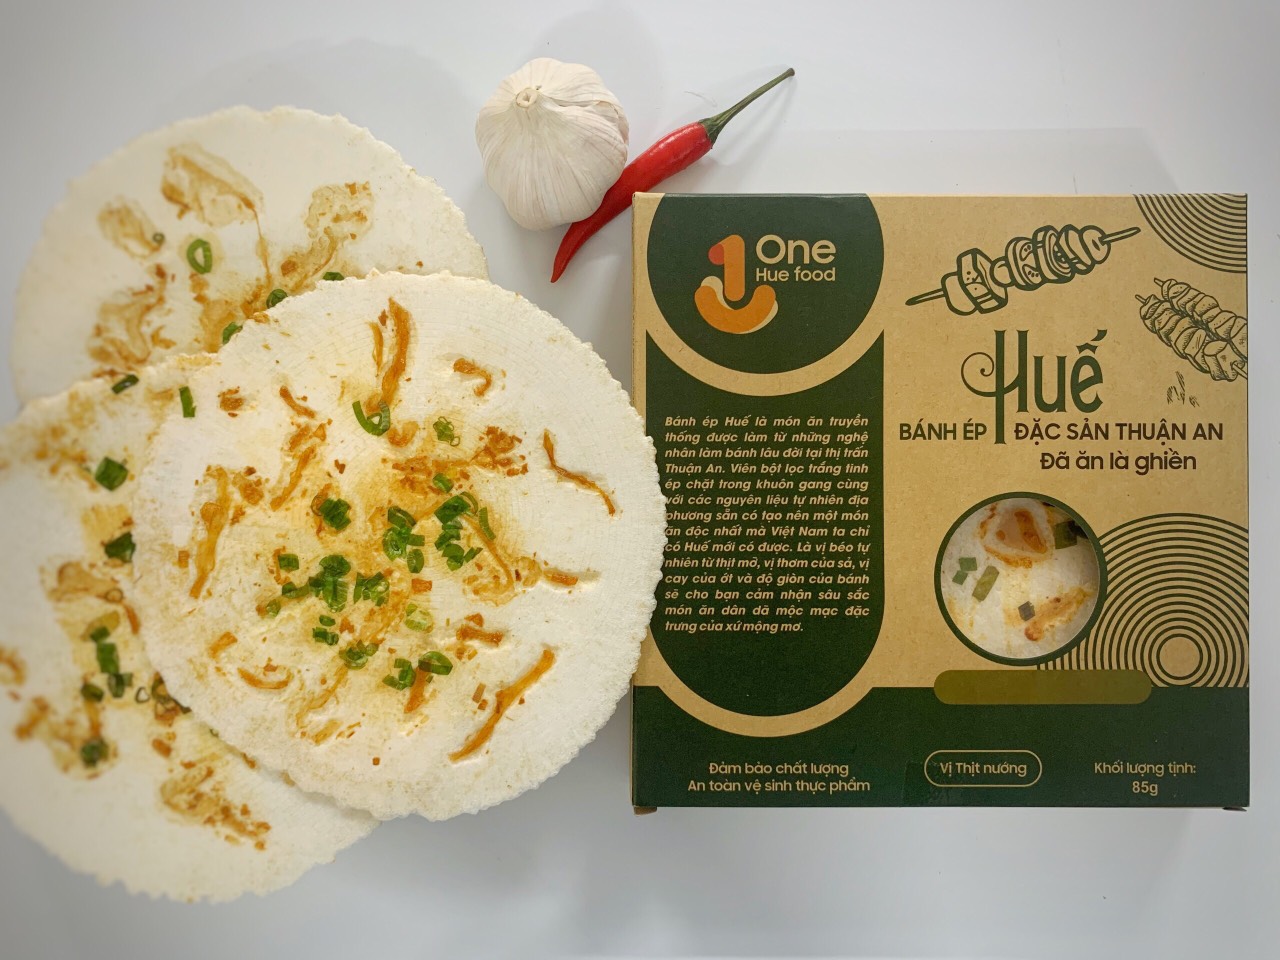 One
Hue food
Bánh ép Huế là món ăn truyền
thống được làm từ những nghệ
nhân làm bánh lâu đời tại thị trấn
Thuận An. Viên bột lọc trắng tinh
ép chặt trong khuôn gang cùng
với các nguyên liệu tự nhiên địa
phương sẵn có tạo nên một món
ăn độc nhất mà Việt Nam ta chỉ
có Huế mới có được. Là vị béo tự
nhiên từ thịt mỡ, vị thơm của sả, vị
cay của ớt và độ giòn của bánh
sẽ cho bạn cảm nhận sâu sắc
món ăn dân dã mộc mạc đặc
trưng của xứ mộng mơ.
Huế
BÁNH ÉP ĐẶC SẢN THUẬN AN
Đã ăn là ghiền
Đảm bảo chất lượng
An toàn vệ sinh thực phẩm
Vị Thịt nướng
Khối lượng tịnh:
85g